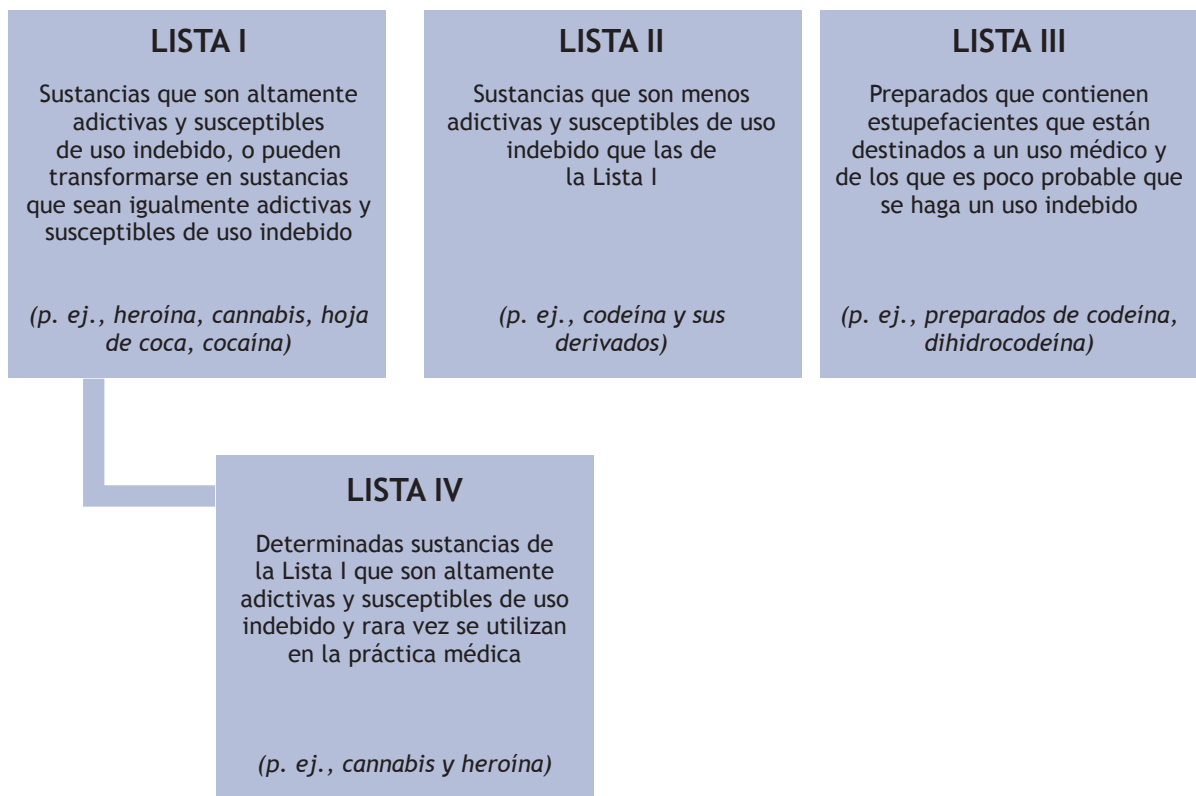 LISTA I
Sustancias que son altamente
adictivas y susceptibles
de uso indebido, o pueden
transformarse en sustancias
que sean igualmente adictivas y
susceptibles de uso indebido
(p. ej., heroína, cannabis, hoja
de coca, cocaína)
LISTA II
Sustancias que son menos
adictivas y susceptibles de uso
indebido que las de
la Lista I
(p. ej., codeína y sus
derivados)
LISTA III
Preparados que contienen
estupefacientes que están
destinados a un uso médico y
de los que es poco probable que
se haga un uso indebido
(p. ej., preparados de codeína,
dihidrocodeína)
LISTA IV
Determinadas sustancias de
la Lista I que son altamente
adictivas y susceptibles de uso
indebido y rara vez se utilizan
en la práctica médica
(p. ej., cannabis y heroína)